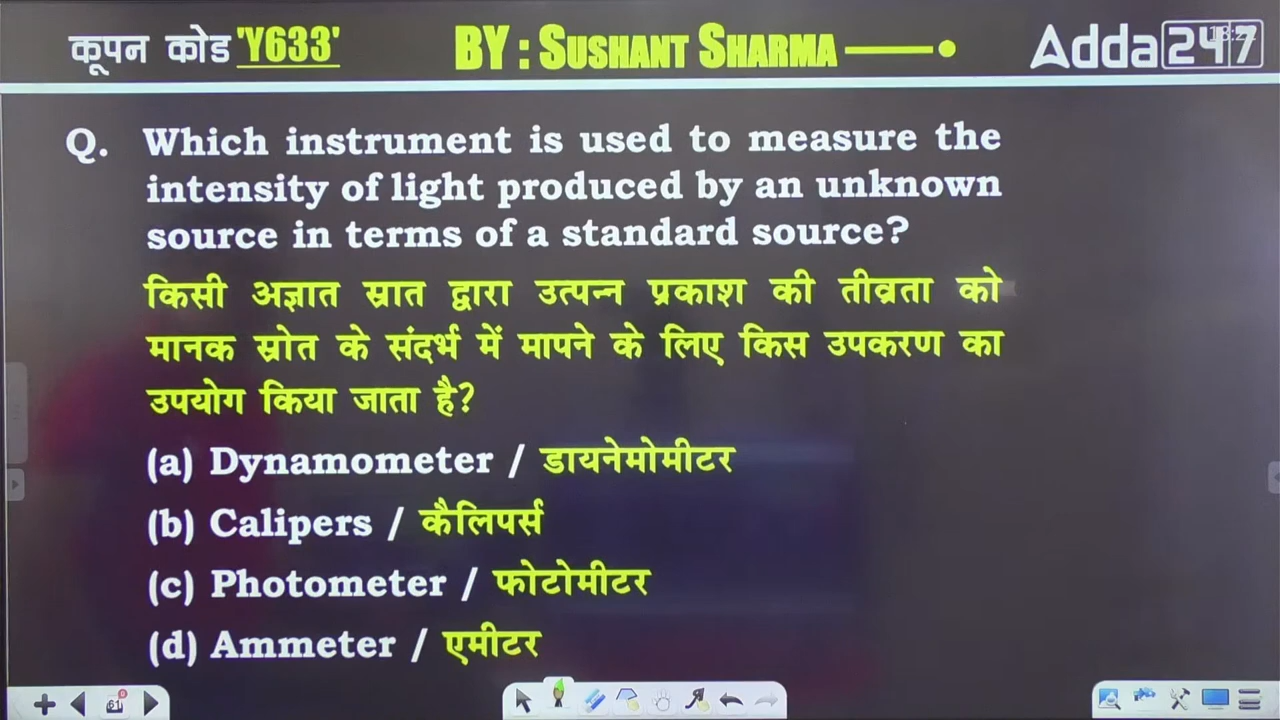 कूपन कोड 'Y633' BY : SUSHANT SHARMA Adda247
Q. Which instrument is used to measure the
intensity of light produced by an unknown
source in terms of a standard source?
किसी अज्ञात स्रात द्वारा उत्पन्न प्रकाश की तीव्रता को
मानक स्रोत के संदर्भ में मापने के लिए किस उपकरण का
उपयोग किया जाता है?
(a) Dynamometer / डायनेमोमीटर
(b) Calipers / कैलिपर्स
(c) Photometer / फोटोमीटर
(d) Ammeter / एमीटर
61